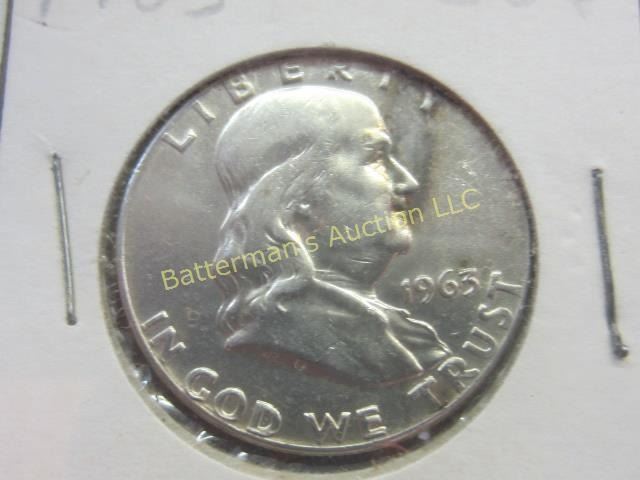 LIBERTY
Batterman's Auction LLC
1963
IN GOD WE TRUST